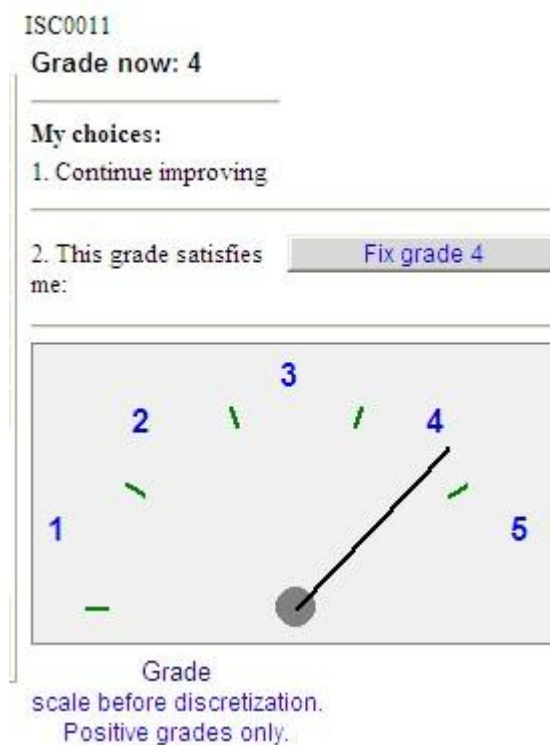 ISC0011
Grade now: 4
My choices:
1. Continue improving
2. This grade satisfies
me:
Fix grade 4
3
2
4
1
5
Grade
scale before discretization.
Positive grades only.